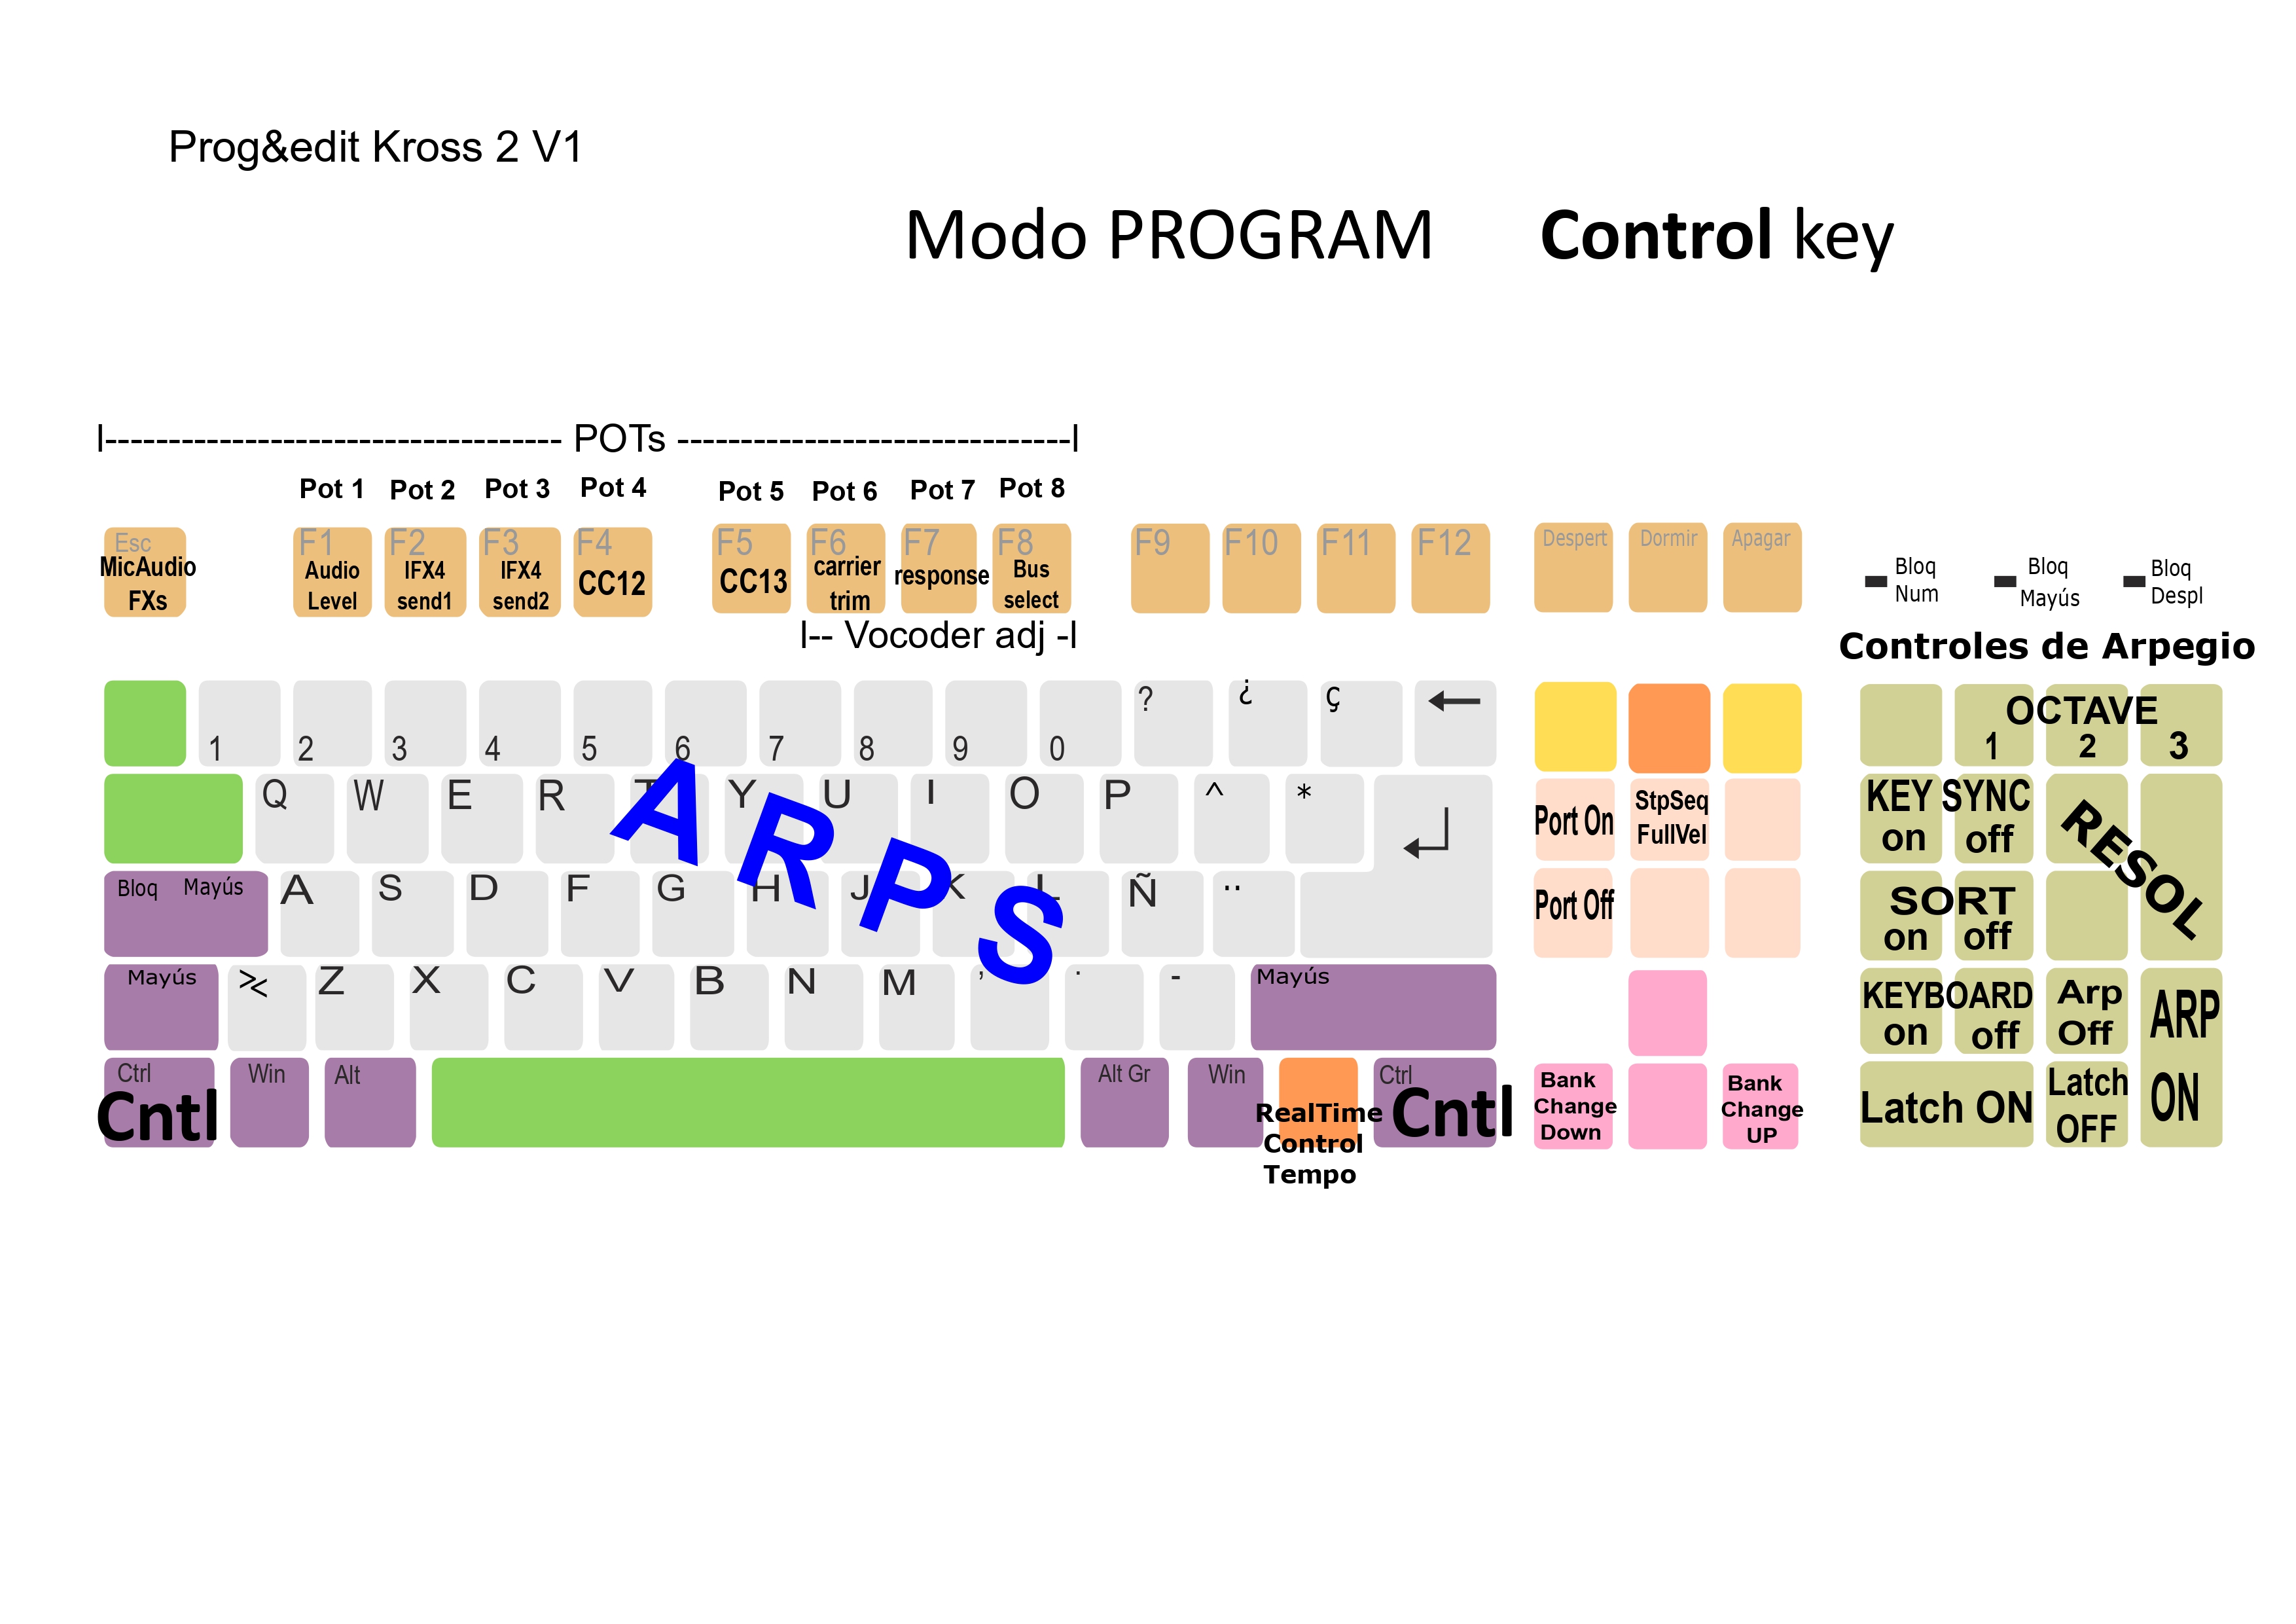 Prog&edit Kross 2 V1
Modo PROGRAM Control key
I------------------------------------ POTs -------------------------------I
Pot 1 Pot 2 Pot 3 Pot 4 Pot 5 Pot 6 Pot 7 Pot 8
Esc F1 F2 F3 F4 F5 F6 F7 F8 F9 F10 F11 F12 Despert Dormir Apagar
MicAudio FXs
Audio Level
IFX4 send1
IFX4 send2
CC12
CC13
carrier trim
response
Bus select
Bloq Num
Bloq Mayús
Bloq Despl
I-- Vocoder adj -I
Controles de Arpegio
1 2 3 4 5 6 7 8 9 0 ? ¿ ç
OCTAVE
1 2 3
Q W E R T Y U I O P ^ *
ARPS
Port On
StpSeq FullVel
KEY SYNC
on off
RESOL
Bloq Mayús A S D F G H J K L Ñ ¨
Port Off
SORT
on off
Mayús >< Z X C V B N M , . - Mayús
KEYBOARD
on off
Arp Off
ARP ON
Ctrl Win Alt Alt Gr Win Ctrl
Cntl
RealTime
Control
Tempo
Cntl
Bank
Change
Down
Bank
Change
UP
Latch ON
Latch
OFF